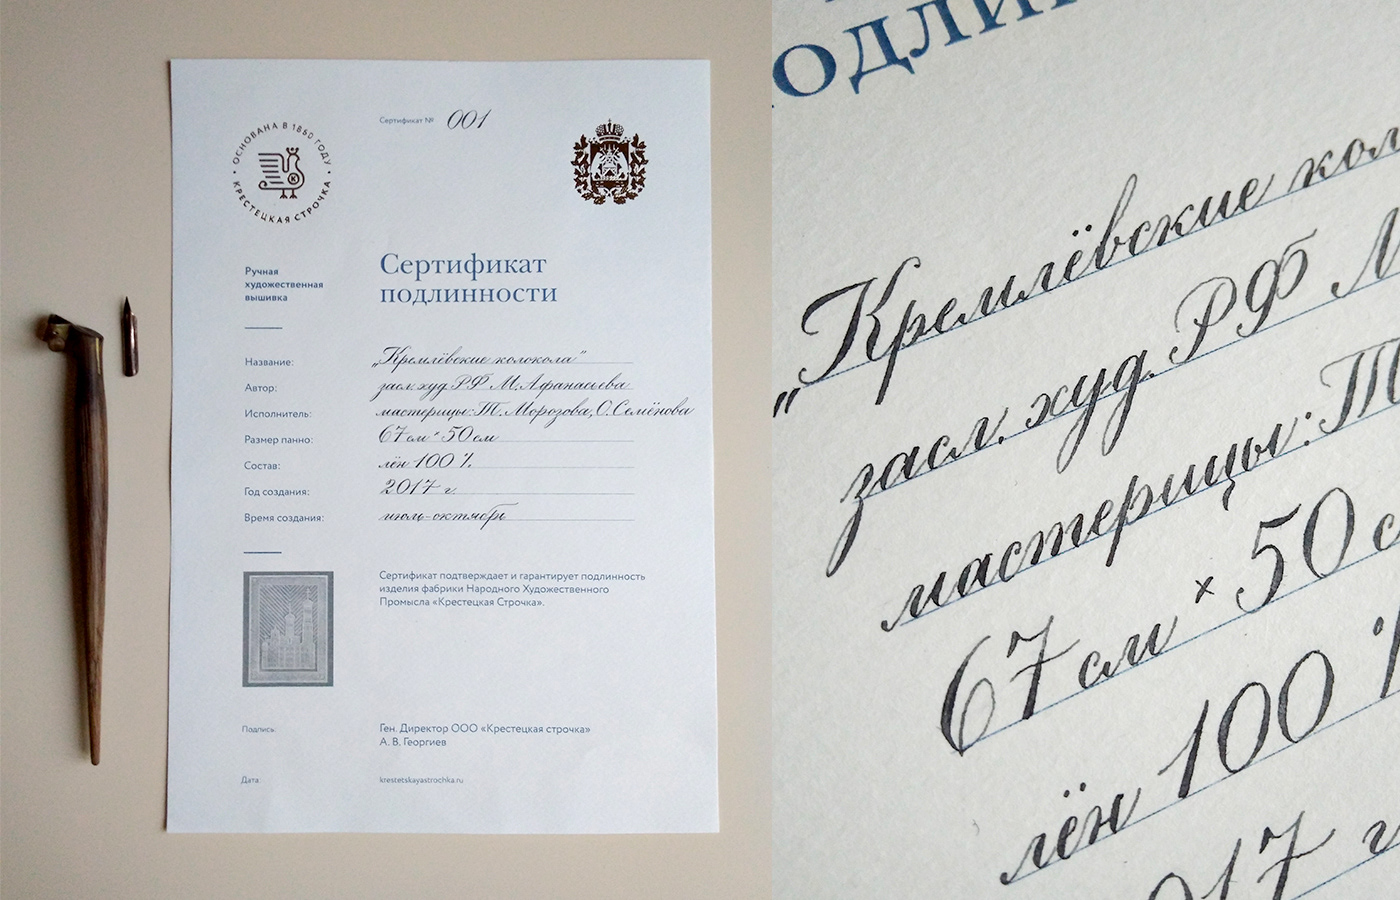 Сертификат № 001
• ОСНОВАНА В 1860 ГОДУ •
КРЕСТЕЦКАЯ СТРОЧКА
Ручная
художественная
вышивка
Сертификат
подлинности
Название: „Кремлёвские колокола”
Автор: засл. худ. РФ М. Афанасьева
Исполнитель: мастерицы: Т. Морозова, О. Семёнова
Размер панно: 67 см × 50 см
Состав: лён 100 %
Год создания: 2017 г.
Время создания: июль-октябрь
Сертификат подтверждает и гарантирует подлинность
изделия фабрики Народного Художественного
Промысла «Крестецкая Строчка».
Подпись: Ген. Директор ООО «Крестецкая строчка»
А. В. Георгиев
Дата: krestetskayastrochka.ru
ОДЛИ
„Кремлёвские кол
засл. худ. РФ М
мастерицы: Т
67 см × 50 с
лён 100 %
017 г